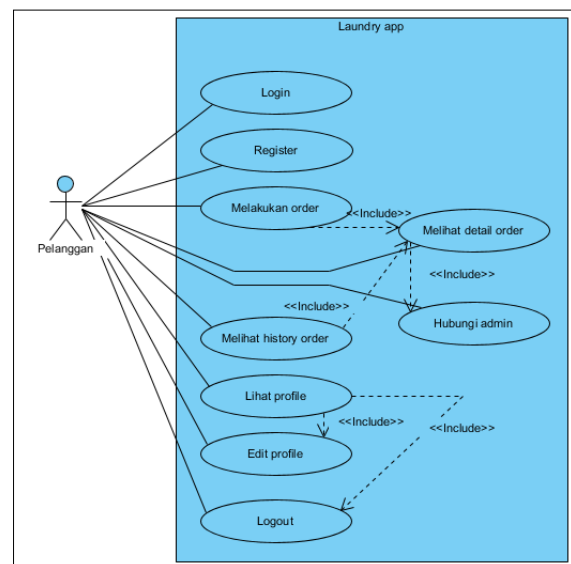 Laundry app
Login
Register
Melakukan order
<<Include>>
Melihat detail order
Pelanggan
<<Include>>
<<Include>>
Hubungi admin
Melihat history order
Lihat profile
<<Include>>
<<Include>>
Edit profile
Logout